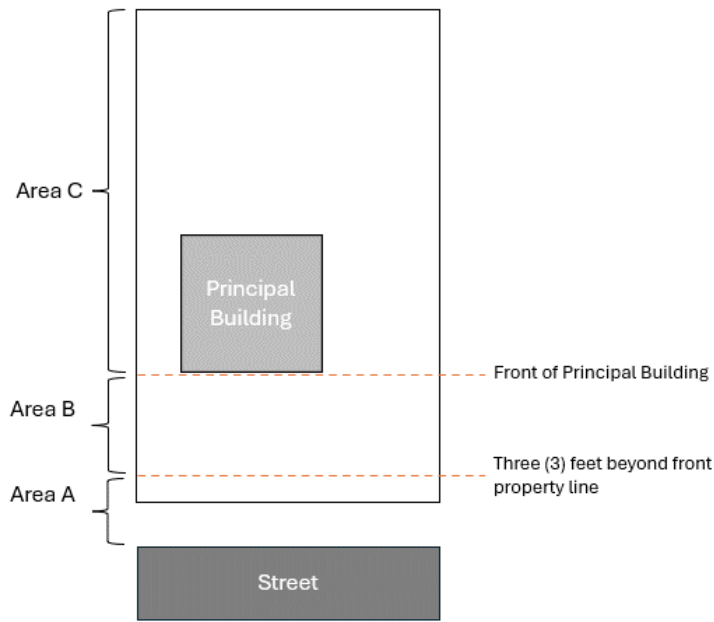 Area C
Principal
Building
Front of Principal Building
Area B
Three (3) feet beyond front
property line
Area A
Street